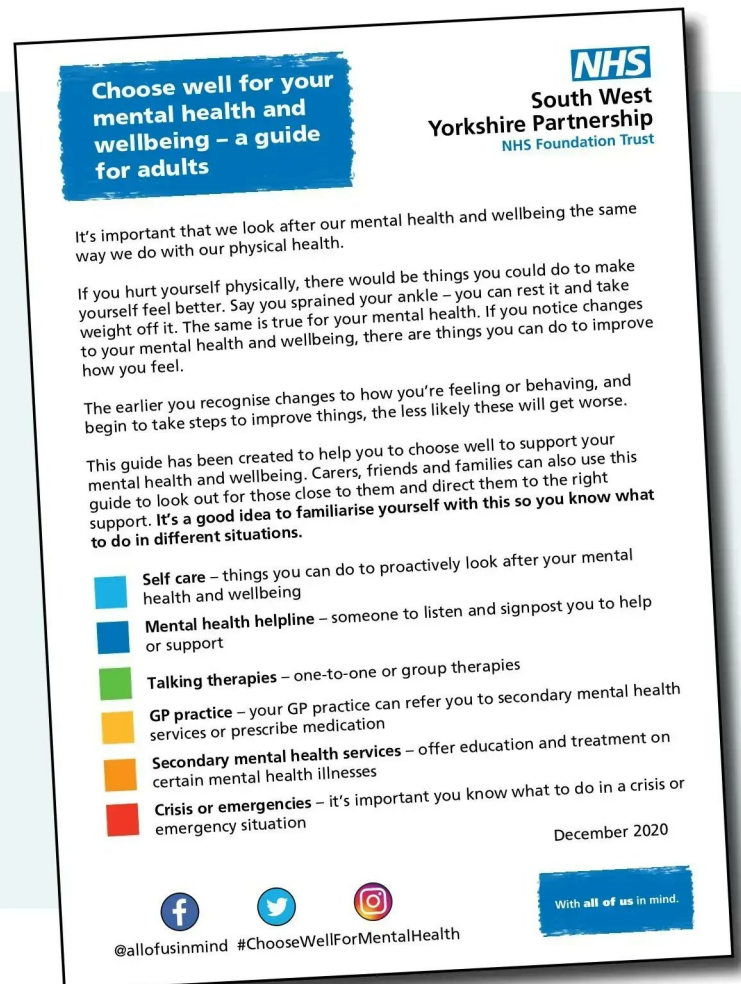 Choose well for your
mental health and
wellbeing – a guide
for adults
NHS
South West
Yorkshire Partnership
NHS Foundation Trust
It's important that we look after our mental health and wellbeing the same
way we do with our physical health.
If you hurt yourself physically, there would be things you could do to make
yourself feel better. Say you sprained your ankle – you can rest it and take
weight off it. The same is true for your mental health. If you notice changes
to your mental health and wellbeing, there are things you can do to improve
how you feel.
The earlier you recognise changes to how you're feeling or behaving, and
begin to take steps to improve things, the less likely these will get worse.
This guide has been created to help you to choose well to support your
mental health and wellbeing. Carers, friends and families can also use this
guide to look out for those close to them and direct them to the right
support. It's a good idea to familiarise yourself with this so you know what
to do in different situations.
Self care – things you can do to proactively look after your mental
health and wellbeing
Mental health helpline – someone to listen and signpost you to help
or support
Talking therapies – one-to-one or group therapies
GP practice – your GP practice can refer you to secondary mental health
services or prescribe medication
Secondary mental health services – offer education and treatment on
certain mental health illnesses
Crisis or emergencies – it's important you know what to do in a crisis or
emergency situation
December 2020
@allofusinmind #ChooseWellForMentalHealth
With all of us in mind.